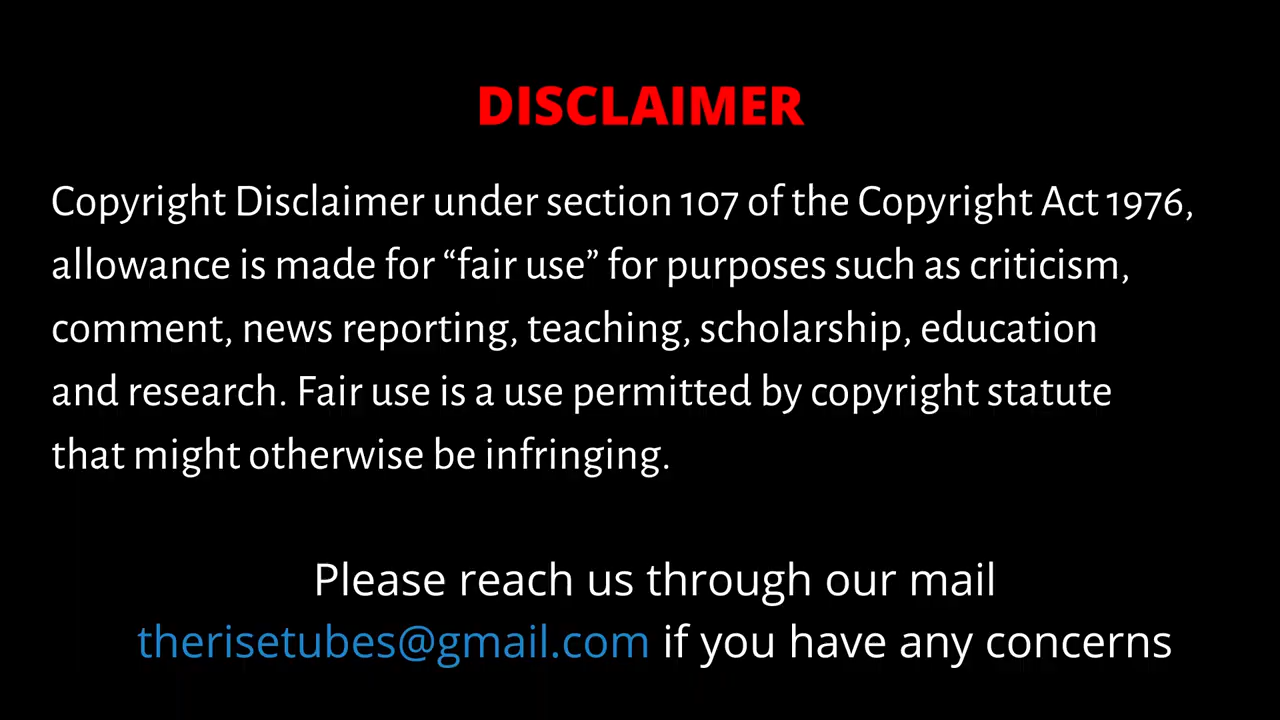 DISCLAIMER
Copyright Disclaimer under section 107 of the Copyright Act 1976,
allowance is made for “fair use” for purposes such as criticism,
comment, news reporting, teaching, scholarship, education
and research. Fair use is a use permitted by copyright statute
that might otherwise be infringing.
Please reach us through our mail
therisetubes@gmail.com if you have any concerns